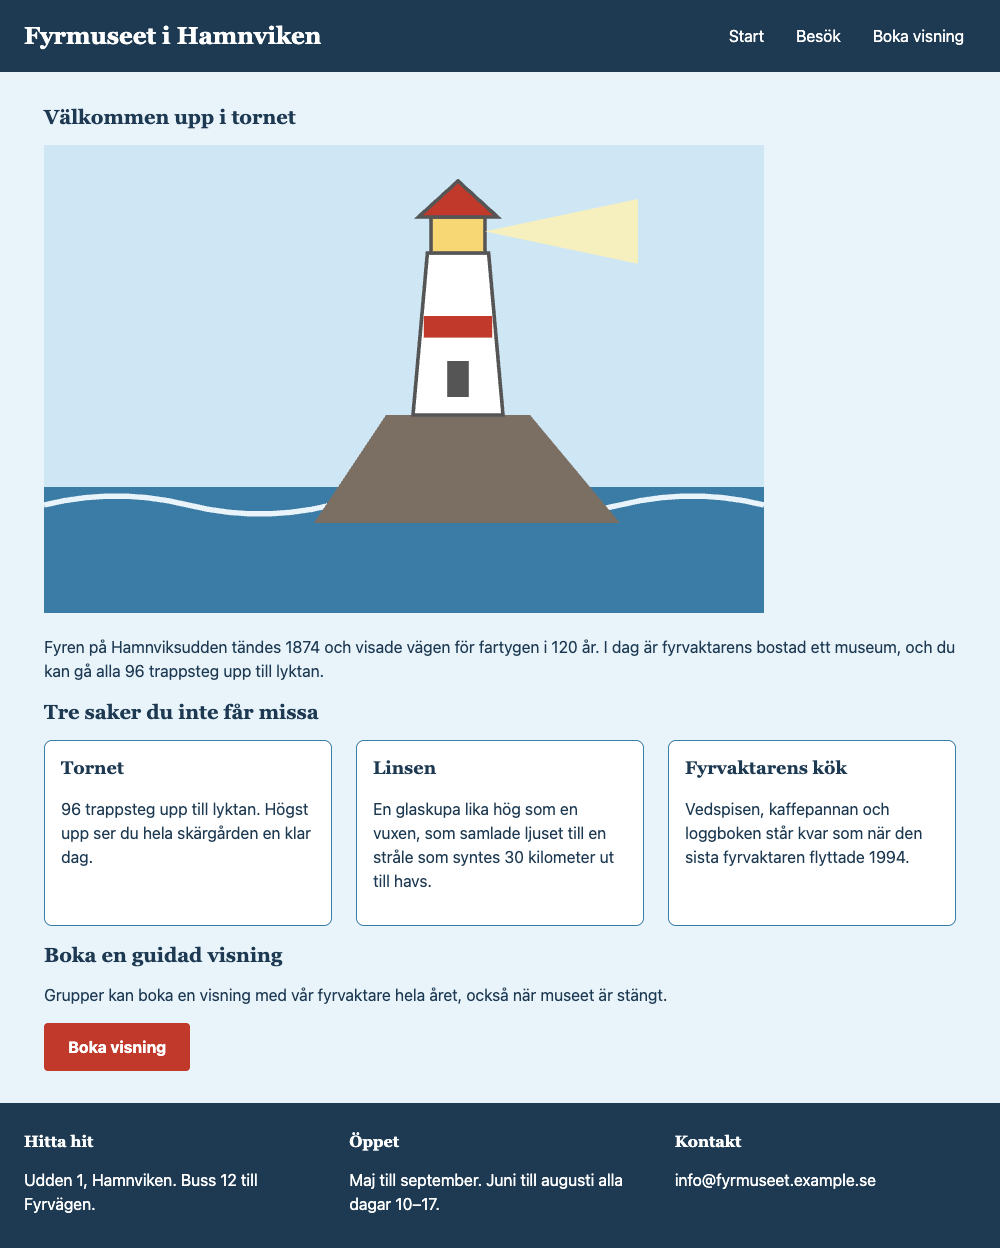 Fyrmuseet i Hamnviken
Start Besök Boka visning
Välkommen upp i tornet
Fyren på Hamnviksudden tändes 1874 och visade vägen för fartygen i 120 år. I dag är fyrvaktarens bostad ett museum, och du
kan gå alla 96 trappsteg upp till lyktan.
Tre saker du inte får missa
Tornet
96 trappsteg upp till lyktan. Högst
upp ser du hela skärgården en klar
dag.
Linsen
En glaskupa lika hög som en
vuxen, som samlade ljuset till en
stråle som syntes 30 kilometer ut
till havs.
Fyrvaktarens kök
Vedspisen, kaffepannan och
loggboken står kvar som när den
sista fyrvaktaren flyttade 1994.
Boka en guidad visning
Grupper kan boka en visning med vår fyrvaktare hela året, också när museet är stängt.
Boka visning
Hitta hit
Udden 1, Hamnviken. Buss 12 till
Fyrvägen.
Öppet
Maj till september. Juni till augusti alla
dagar 10–17.
Kontakt
info@fyrmuseet.example.se